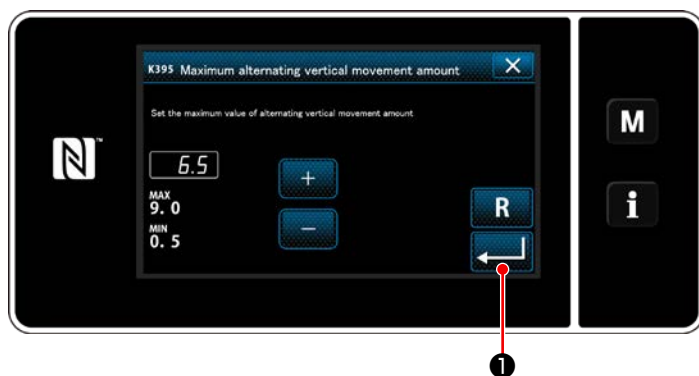 K395 Maximum alternating vertical movement amount
Set the maximum value of alternating vertical movement amount
6.5
MAX
9. 0
MIN
0. 5
+
−
R
M
i
N™
❶